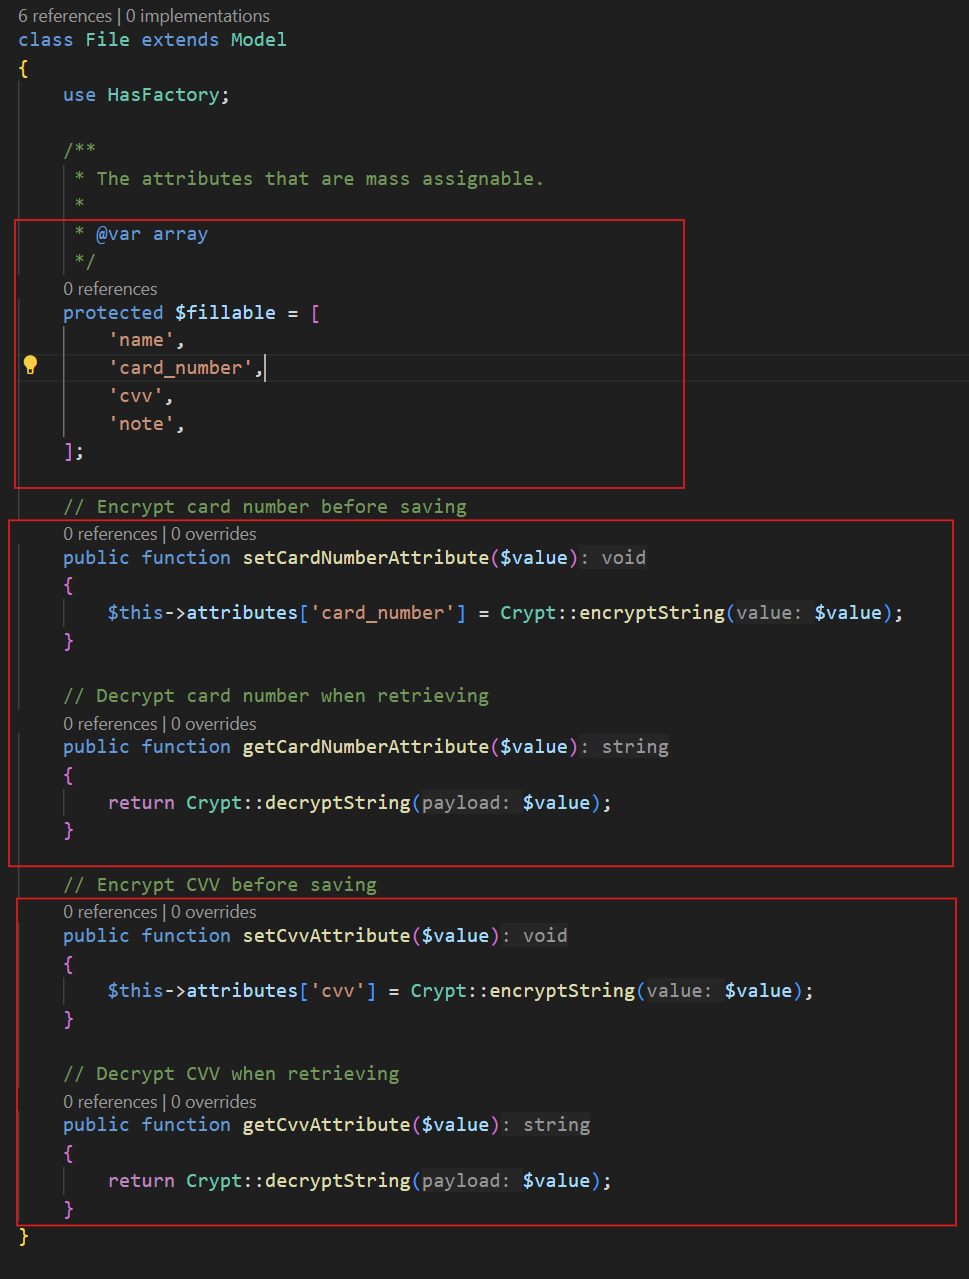 6 references | 0 implementations
class File extends Model
{
    use HasFactory;

    /**
     * The attributes that are mass assignable.
     *
     * @var array
     */
    0 references
    protected $fillable = [
        'name',
        'card_number',
        'cvv',
        'note',
    ];

    // Encrypt card number before saving
    0 references | 0 overrides
    public function setCardNumberAttribute($value): void
    {
        $this->attributes['card_number'] = Crypt::encryptString(value: $value);
    }

    // Decrypt card number when retrieving
    0 references | 0 overrides
    public function getCardNumberAttribute($value): string
    {
        return Crypt::decryptString(payload: $value);
    }

    // Encrypt CVV before saving
    0 references | 0 overrides
    public function setCvvAttribute($value): void
    {
        $this->attributes['cvv'] = Crypt::encryptString(value: $value);
    }

    // Decrypt CVV when retrieving
    0 references | 0 overrides
    public function getCvvAttribute($value): string
    {
        return Crypt::decryptString(payload: $value);
    }
}